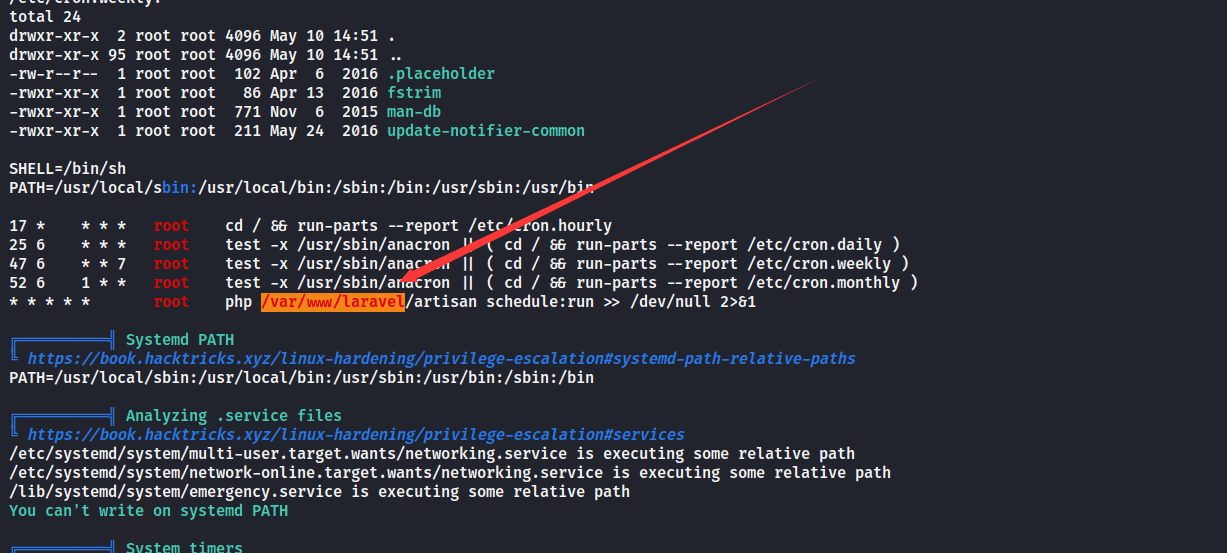 /etc/cron.weekly:
total 24
drwxr-xr-x  2 root root 4096 May 10 14:51 .
drwxr-xr-x 95 root root 4096 May 10 14:51 ..
-rw-r--r--  1 root root  102 Apr  6  2016 .placeholder
-rwxr-xr-x  1 root root   86 Apr 13  2016 fstrim
-rwxr-xr-x  1 root root  771 Nov  6  2015 man-db
-rwxr-xr-x  1 root root  211 May 24  2016 update-notifier-common
SHELL=/bin/sh
PATH=/usr/local/sbin:/usr/local/bin:/sbin:/bin:/usr/sbin:/usr/bin
17 *    * * *   root    cd / && run-parts --report /etc/cron.hourly
25 6    * * *   root    test -x /usr/sbin/anacron || ( cd / && run-parts --report /etc/cron.daily )
47 6    * * 7   root    test -x /usr/sbin/anacron || ( cd / && run-parts --report /etc/cron.weekly )
52 6    1 * *   root    test -x /usr/sbin/anacron || ( cd / && run-parts --report /etc/cron.monthly )
* * * * *       root    php /var/www/laravel/artisan schedule:run >> /dev/null 2>&1
Systemd PATH
https://book.hacktricks.xyz/linux-hardening/privilege-escalation#systemd-path-relative-paths
PATH=/usr/local/sbin:/usr/local/bin:/usr/sbin:/usr/bin:/sbin:/bin
Analyzing .service files
https://book.hacktricks.xyz/linux-hardening/privilege-escalation#services
/etc/systemd/system/multi-user.target.wants/networking.service is executing some relative path
/etc/systemd/system/network-online.target.wants/networking.service is executing some relative path
/lib/systemd/system/emergency.service is executing some relative path
You can't write on systemd PATH
System timers